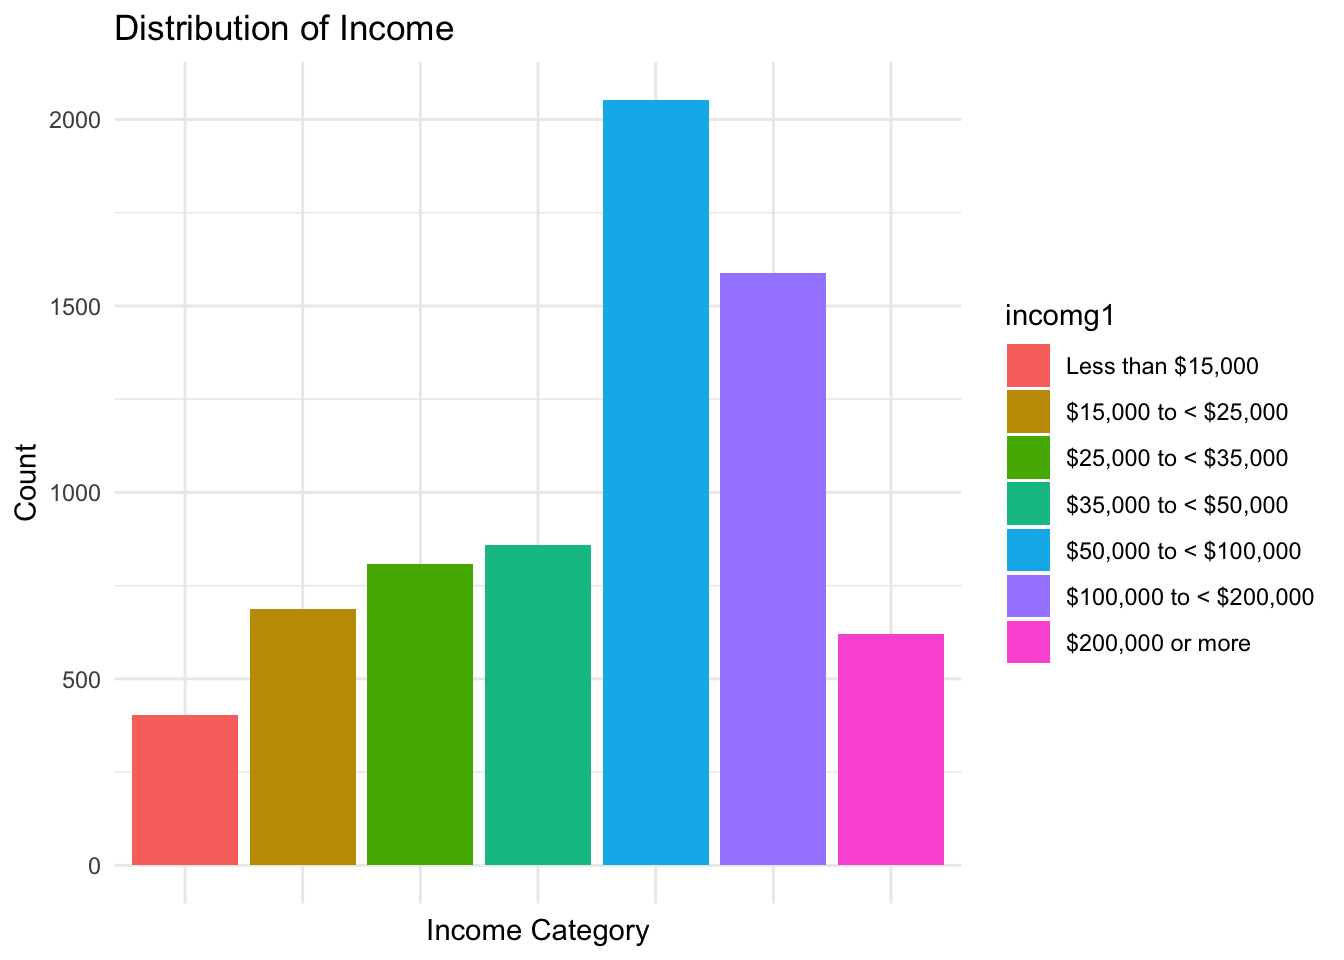 Distribution of Income
2000
1500
1000
500
0
Count
Income Category
incomg1
Less than $15,000
$15,000 to < $25,000
$25,000 to < $35,000
$35,000 to < $50,000
$50,000 to < $100,000
$100,000 to < $200,000
$200,000 or more